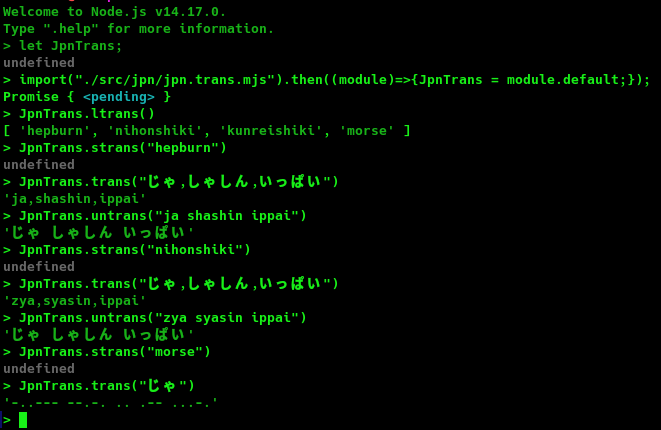 Welcome to Node.js v14.17.0.
Type ".help" for more information.
> let JpnTrans;
undefined
> import("./src/jpn/jpn.trans.mjs").then((module)=>{JpnTrans = module.default;});
Promise { <pending> }
> JpnTrans.ltrans()
[ 'hepburn', 'nihonshiki', 'kunreishiki', 'morse' ]
> JpnTrans.strans("hepburn")
undefined
> JpnTrans.trans("じゃ,しゃしん,いっぱい")
'ja,shashin,ippai'
> JpnTrans.untrans("ja shashin ippai")
'じゃ しゃしん いっぱい'
> JpnTrans.strans("nihonshiki")
undefined
> JpnTrans.trans("じゃ,しゃしん,いっぱい")
'zya,syasin,ippai'
> JpnTrans.untrans("zya syasin ippai")
'じゃ しゃしん いっぱい'
> JpnTrans.strans("morse")
undefined
> JpnTrans.trans("じゃ")
'-..--- --.-. .. .-- ...-.'
>